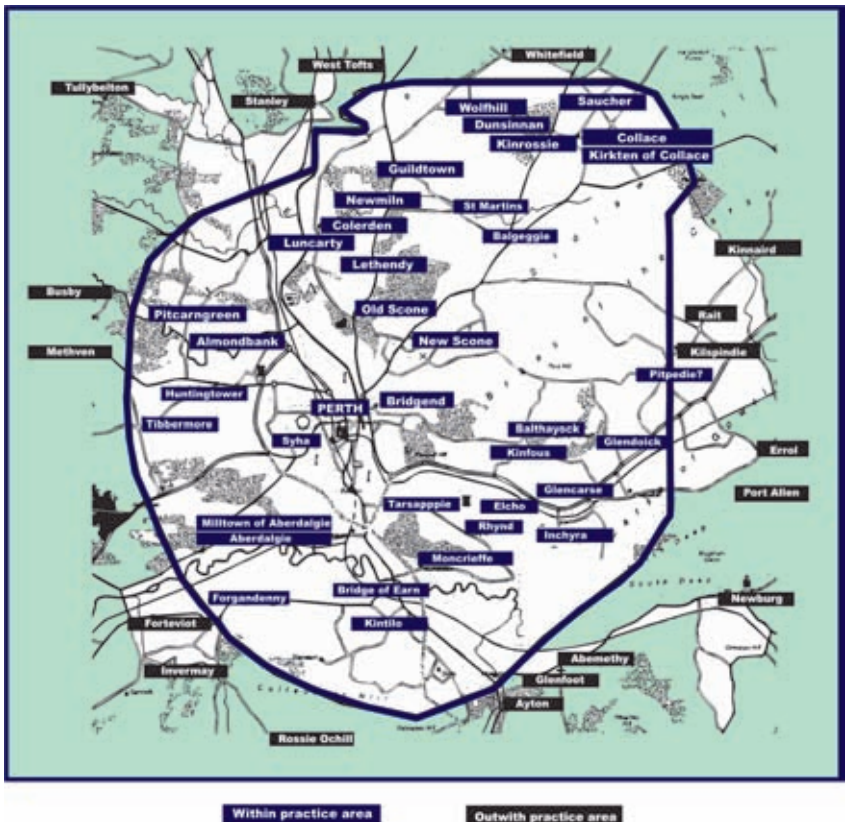 Whitefield
West Tofts
Tullybelton
Stanley
Wolfhill
Saucher
Dunsinnan
Kinrossie
Collace
Kirkten of Collace
Guildtown
Newmiln
St Martins
Colerden
Balgeggie
Luncarty
Kinnaird
Lethendy
Busby
Pitcarngreen
Old Scone
Rait
Almondbank
New Scone
Methven
Kilspindie
Pitpedie?
Huntingtower
PERTH
Bridgend
Tibbermore
Balthayock
Syha
Glendoick
Kinfous
Errol
Glencarse
Port Allen
Tarsapppie
Elcho
Milltown of Aberdalgie
Rhynd
Aberdalgie
Inchyra
Moncrieffe
Bridge of Earn
Forgandenny
Newburg
Forteviot
Kintilo
Abemethy
Invermay
Glenfoot
Ayton
Rossie Ochill
Within practice area
Outwith practice area